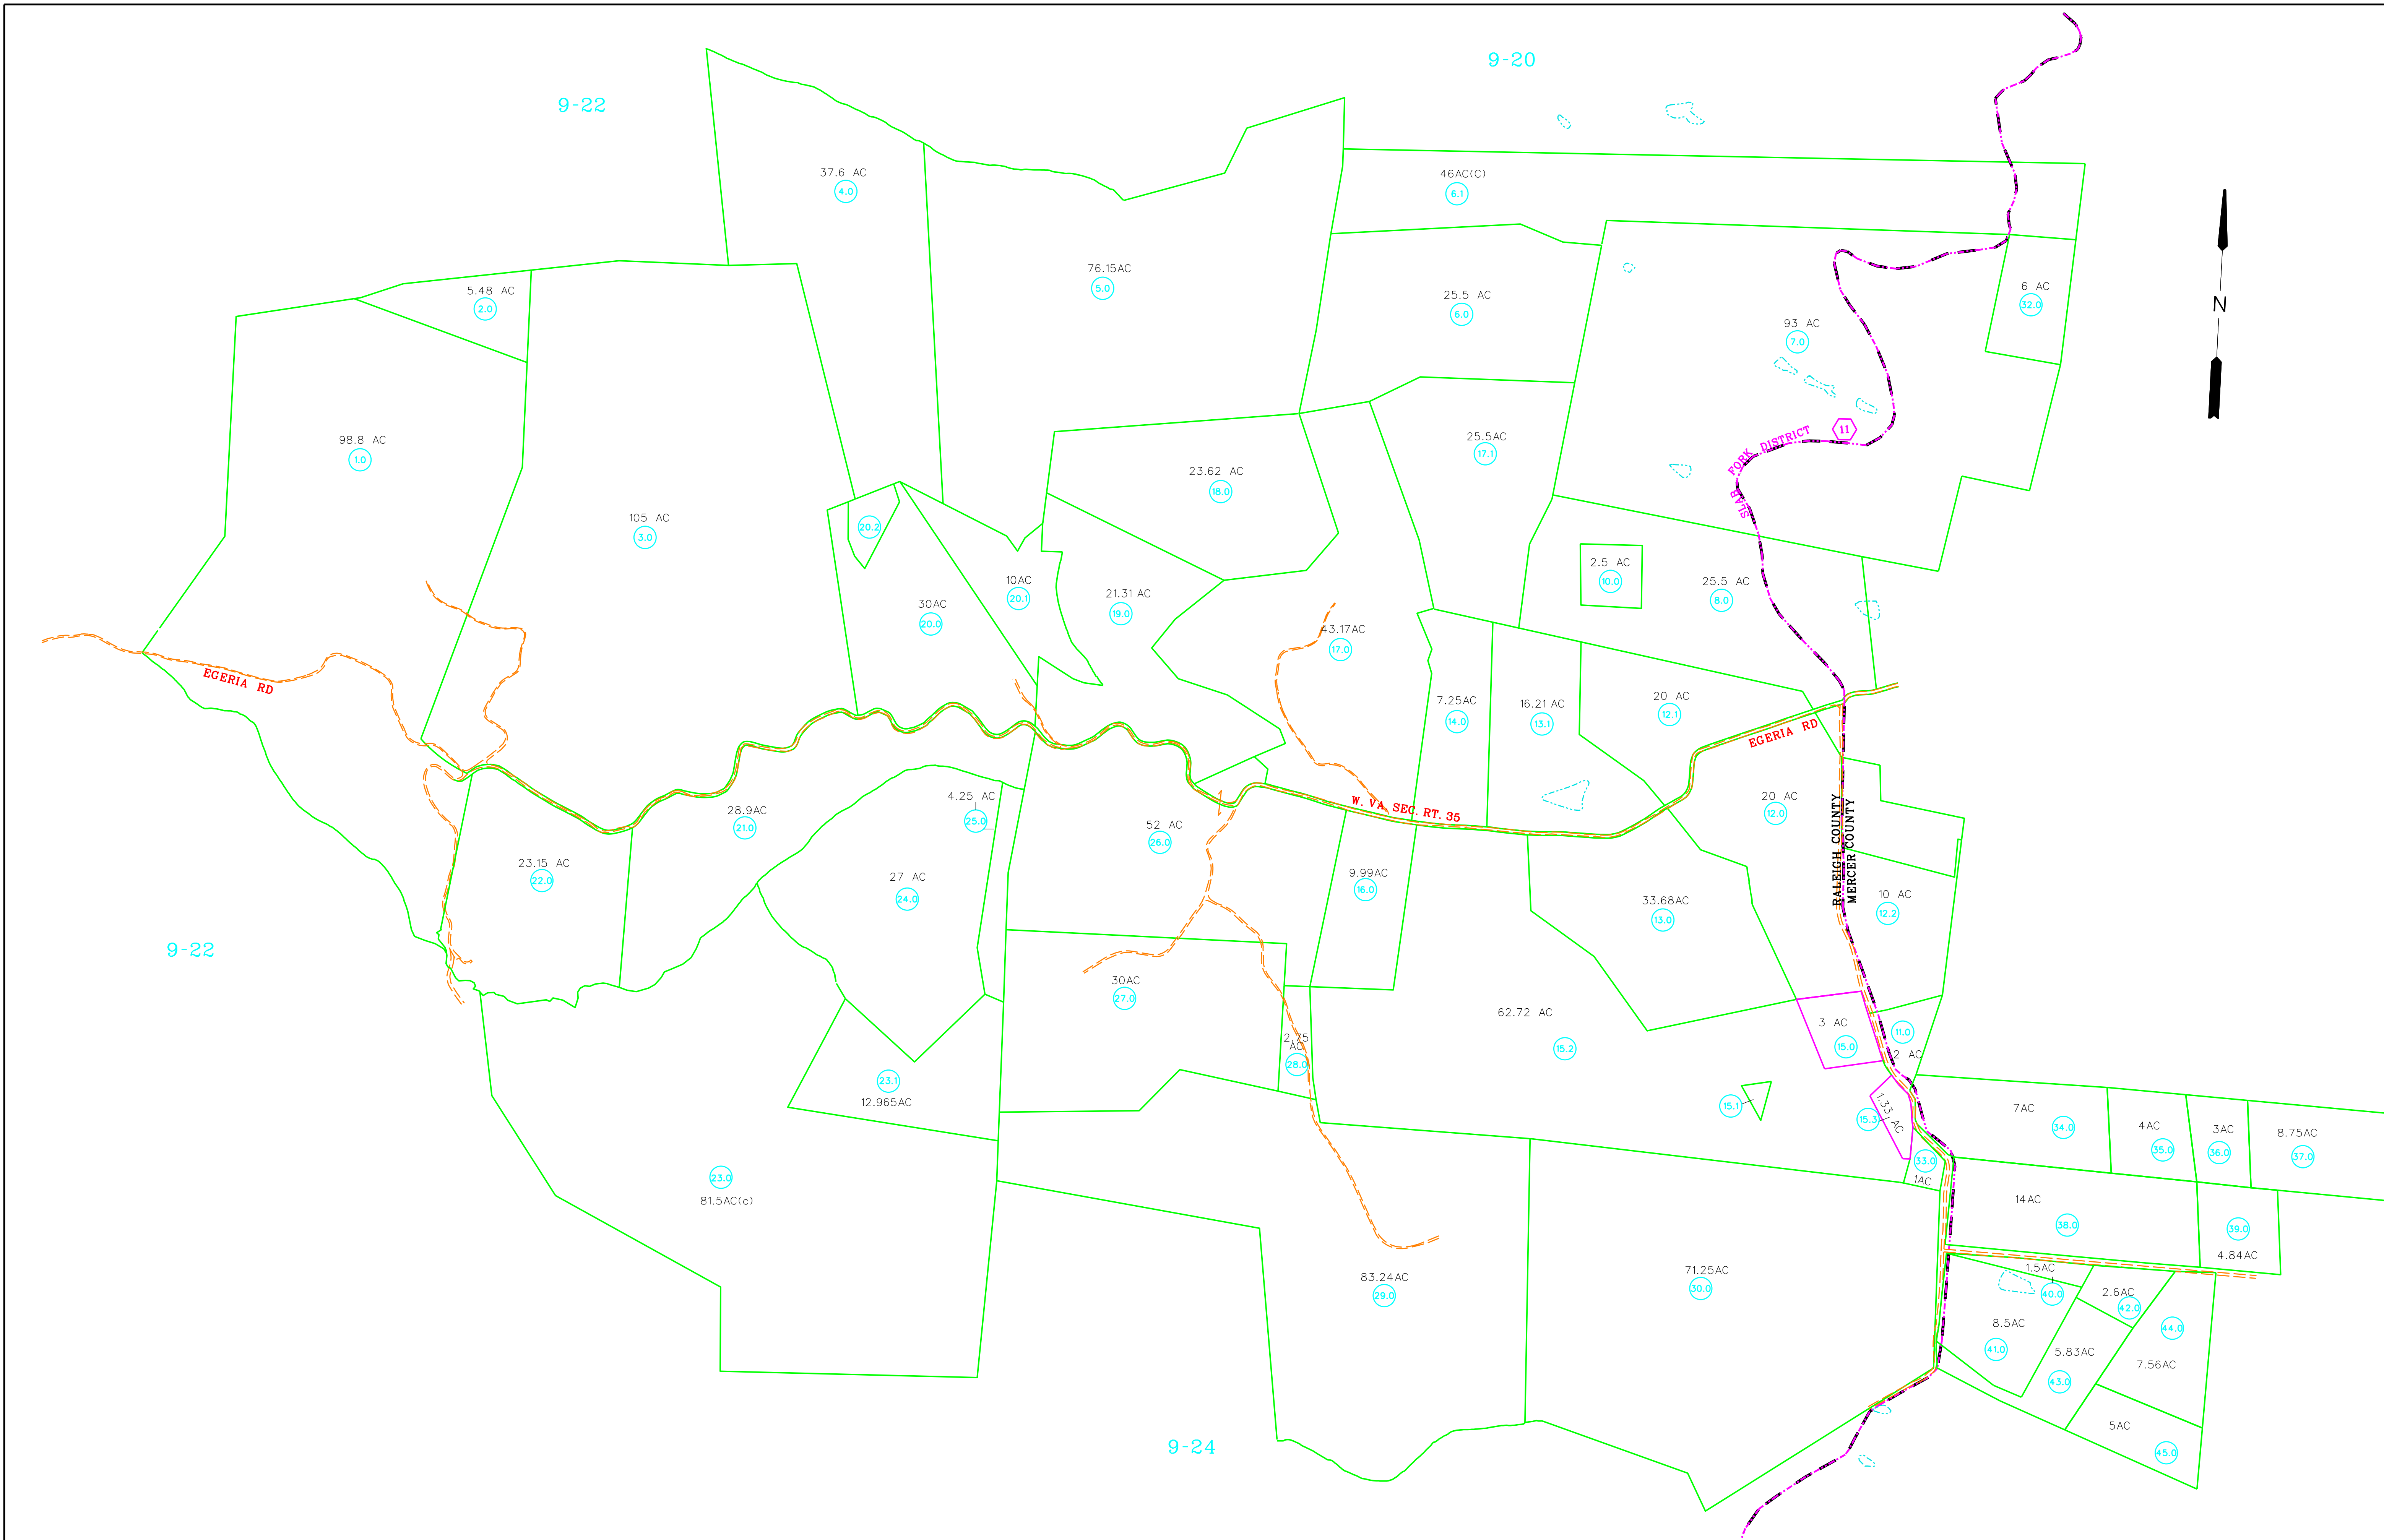 9-20
9-22
37.6 AC
4.0
46AC(C)
6.1
76.15AC
5.0
5.48 AC
2.0
25.5 AC
6.0
6 AC
32.0
N
93 AC
7.0
98.8 AC
1.0
25.5AC
17.1
SLAB FORK DISTRICT
11
23.62 AC
18.0
105 AC
3.0
20.2
2.5 AC
10.0
25.5 AC
8.0
10AC
20.1
21.31 AC
19.0
30AC
20.0
43.17AC
17.0
EGERIA RD
7.25AC
14.0
16.21 AC
13.1
20 AC
12.1
EGERIA RD
4.25 AC
25.0
28.9AC
21.0
52 AC
26.0
W. VA. SEC. RT. 35
20 AC
12.0
RALEIGH COUNTY
MERCER COUNTY
23.15 AC
22.0
27 AC
24.0
9.99AC
16.0
33.68AC
13.0
10 AC
12.2
9-22
30AC
27.0
62.72 AC
15.2
3 AC
15.0
11.0
2 AC
2.75
AC
28.0
23.1
12.965AC
15.1
1.33 AC
15.3
7AC
34.0
4AC
35.0
3AC
36.0
8.75AC
37.0
33.0
1AC
23.0
81.5AC(c)
14AC
38.0
39.0
4.84AC
83.24AC
29.0
71.25AC
30.0
1.5AC
40.0
2.6AC
42.0
8.5AC
41.0
44.0
5.83AC
43.0
7.56AC
5AC
45.0
9-24